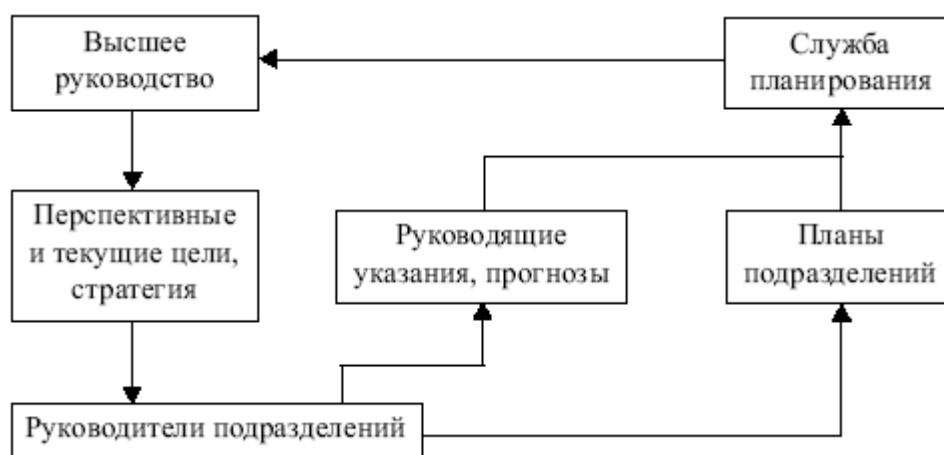 Высшее
руководство
Служба
планирования
Перспективные
и текущие цели,
стратегия
Руководящие
указания, прогнозы
Планы
подразделений
Руководители подразделений